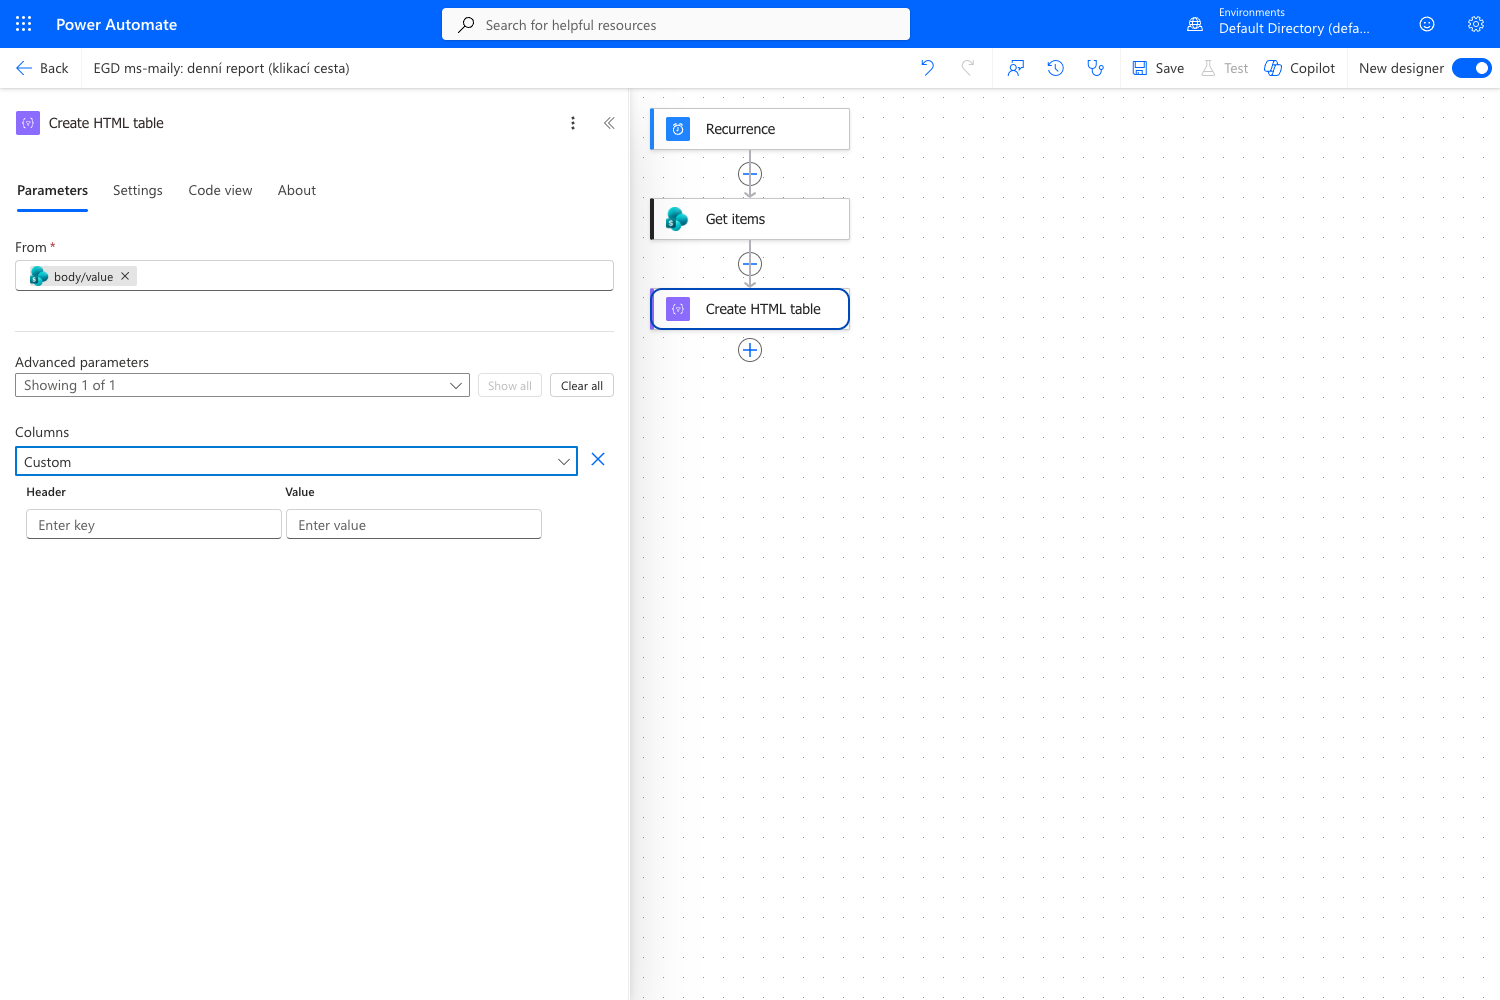 Power Automate
Search for helpful resources
Environments
Default Directory (defa...
Back
EGD ms-maily: denní report (klikací cesta)
Save
Test
Copilot
New designer
Create HTML table
Parameters
Settings
Code view
About
From *
body/value
Advanced parameters
Showing 1 of 1
Show all
Clear all
Columns
Custom
Header
Value
Enter key
Enter value
Recurrence
Get items
Create HTML table